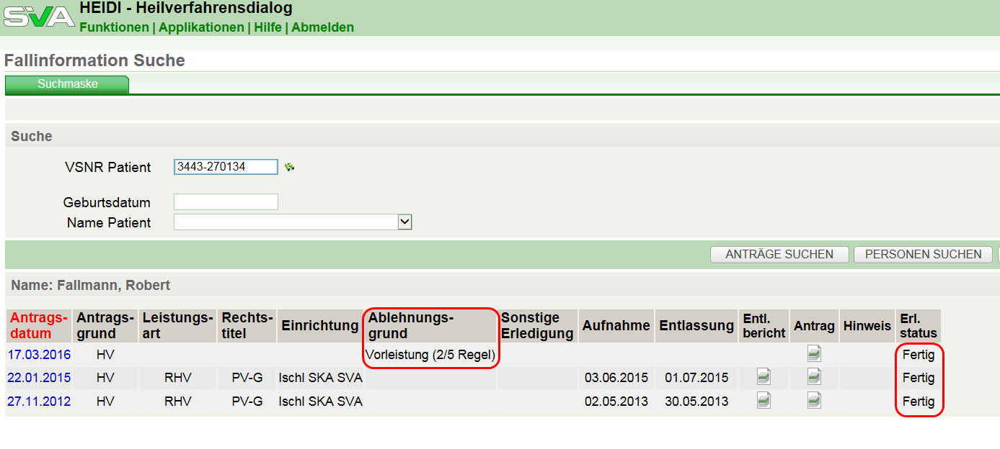 SVA HEIDI - Heilverfahrensdialog
Funktionen | Applikationen | Hilfe | Abmelden
Fallinformation Suche
Suchmaske
Suche
VSNR Patient 3443-270134
Geburtsdatum
Name Patient
ANTRÄGE SUCHEN PERSONEN SUCHEN
Name: Fallmann, Robert
Antrags- Antrags- Leistungs- Rechts- Einrichtung Ablehnungs- Sonstige Aufnahme Entlassung Entl. Antrag Hinweis Erl.
datum grund art titel grund Erledigung bericht status
17.03.2016 HV Vorleistung (2/5 Regel) Fertig
22.01.2015 HV RHV PV-G Ischl SKA SVA 03.06.2015 01.07.2015 Fertig
27.11.2012 HV RHV PV-G Ischl SKA SVA 02.05.2013 30.05.2013 Fertig